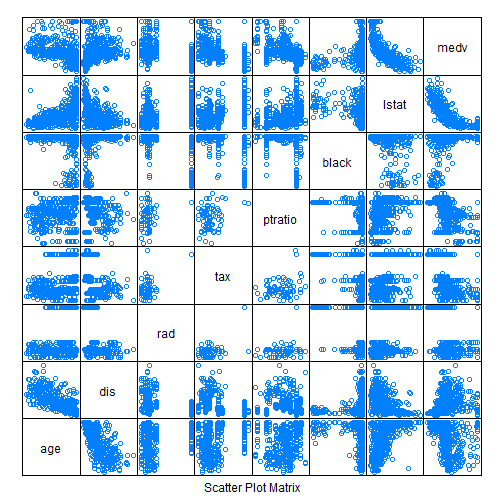 medv
lstat
black
ptratio
tax
rad
dis
age
Scatter Plot Matrix